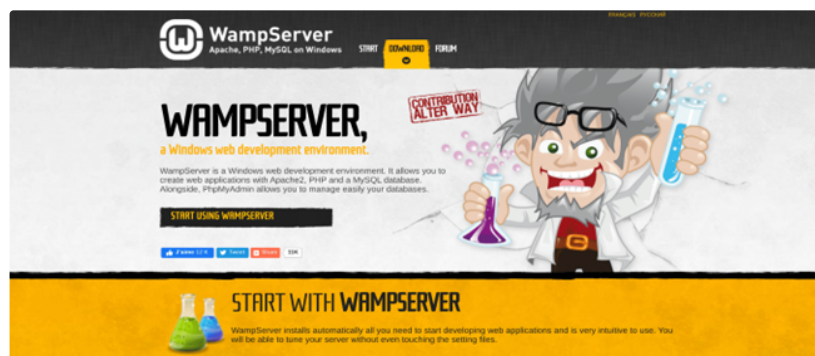 FRANÇAIS РУССКИЙ
WampServer
Apache, PHP, MySQL on Windows
START DOWNLOAD FORUM
CONTRIBUTION
ALTER WAY
WAMPSERVER,
a Windows web development environment.
WampServer is a Windows web development environment. It allows you to
create web applications with Apache2, PHP and a MySQL database.
Alongside, PhpMyAdmin allows you to manage easily your databases.
START USING WAMPSERVER
J'aime Tweet Share
START WITH WAMPSERVER
WampServer installs automatically all you need to start developing web applications and is very intuitive to use. You
will be able to tune your server without even touching the setting files.